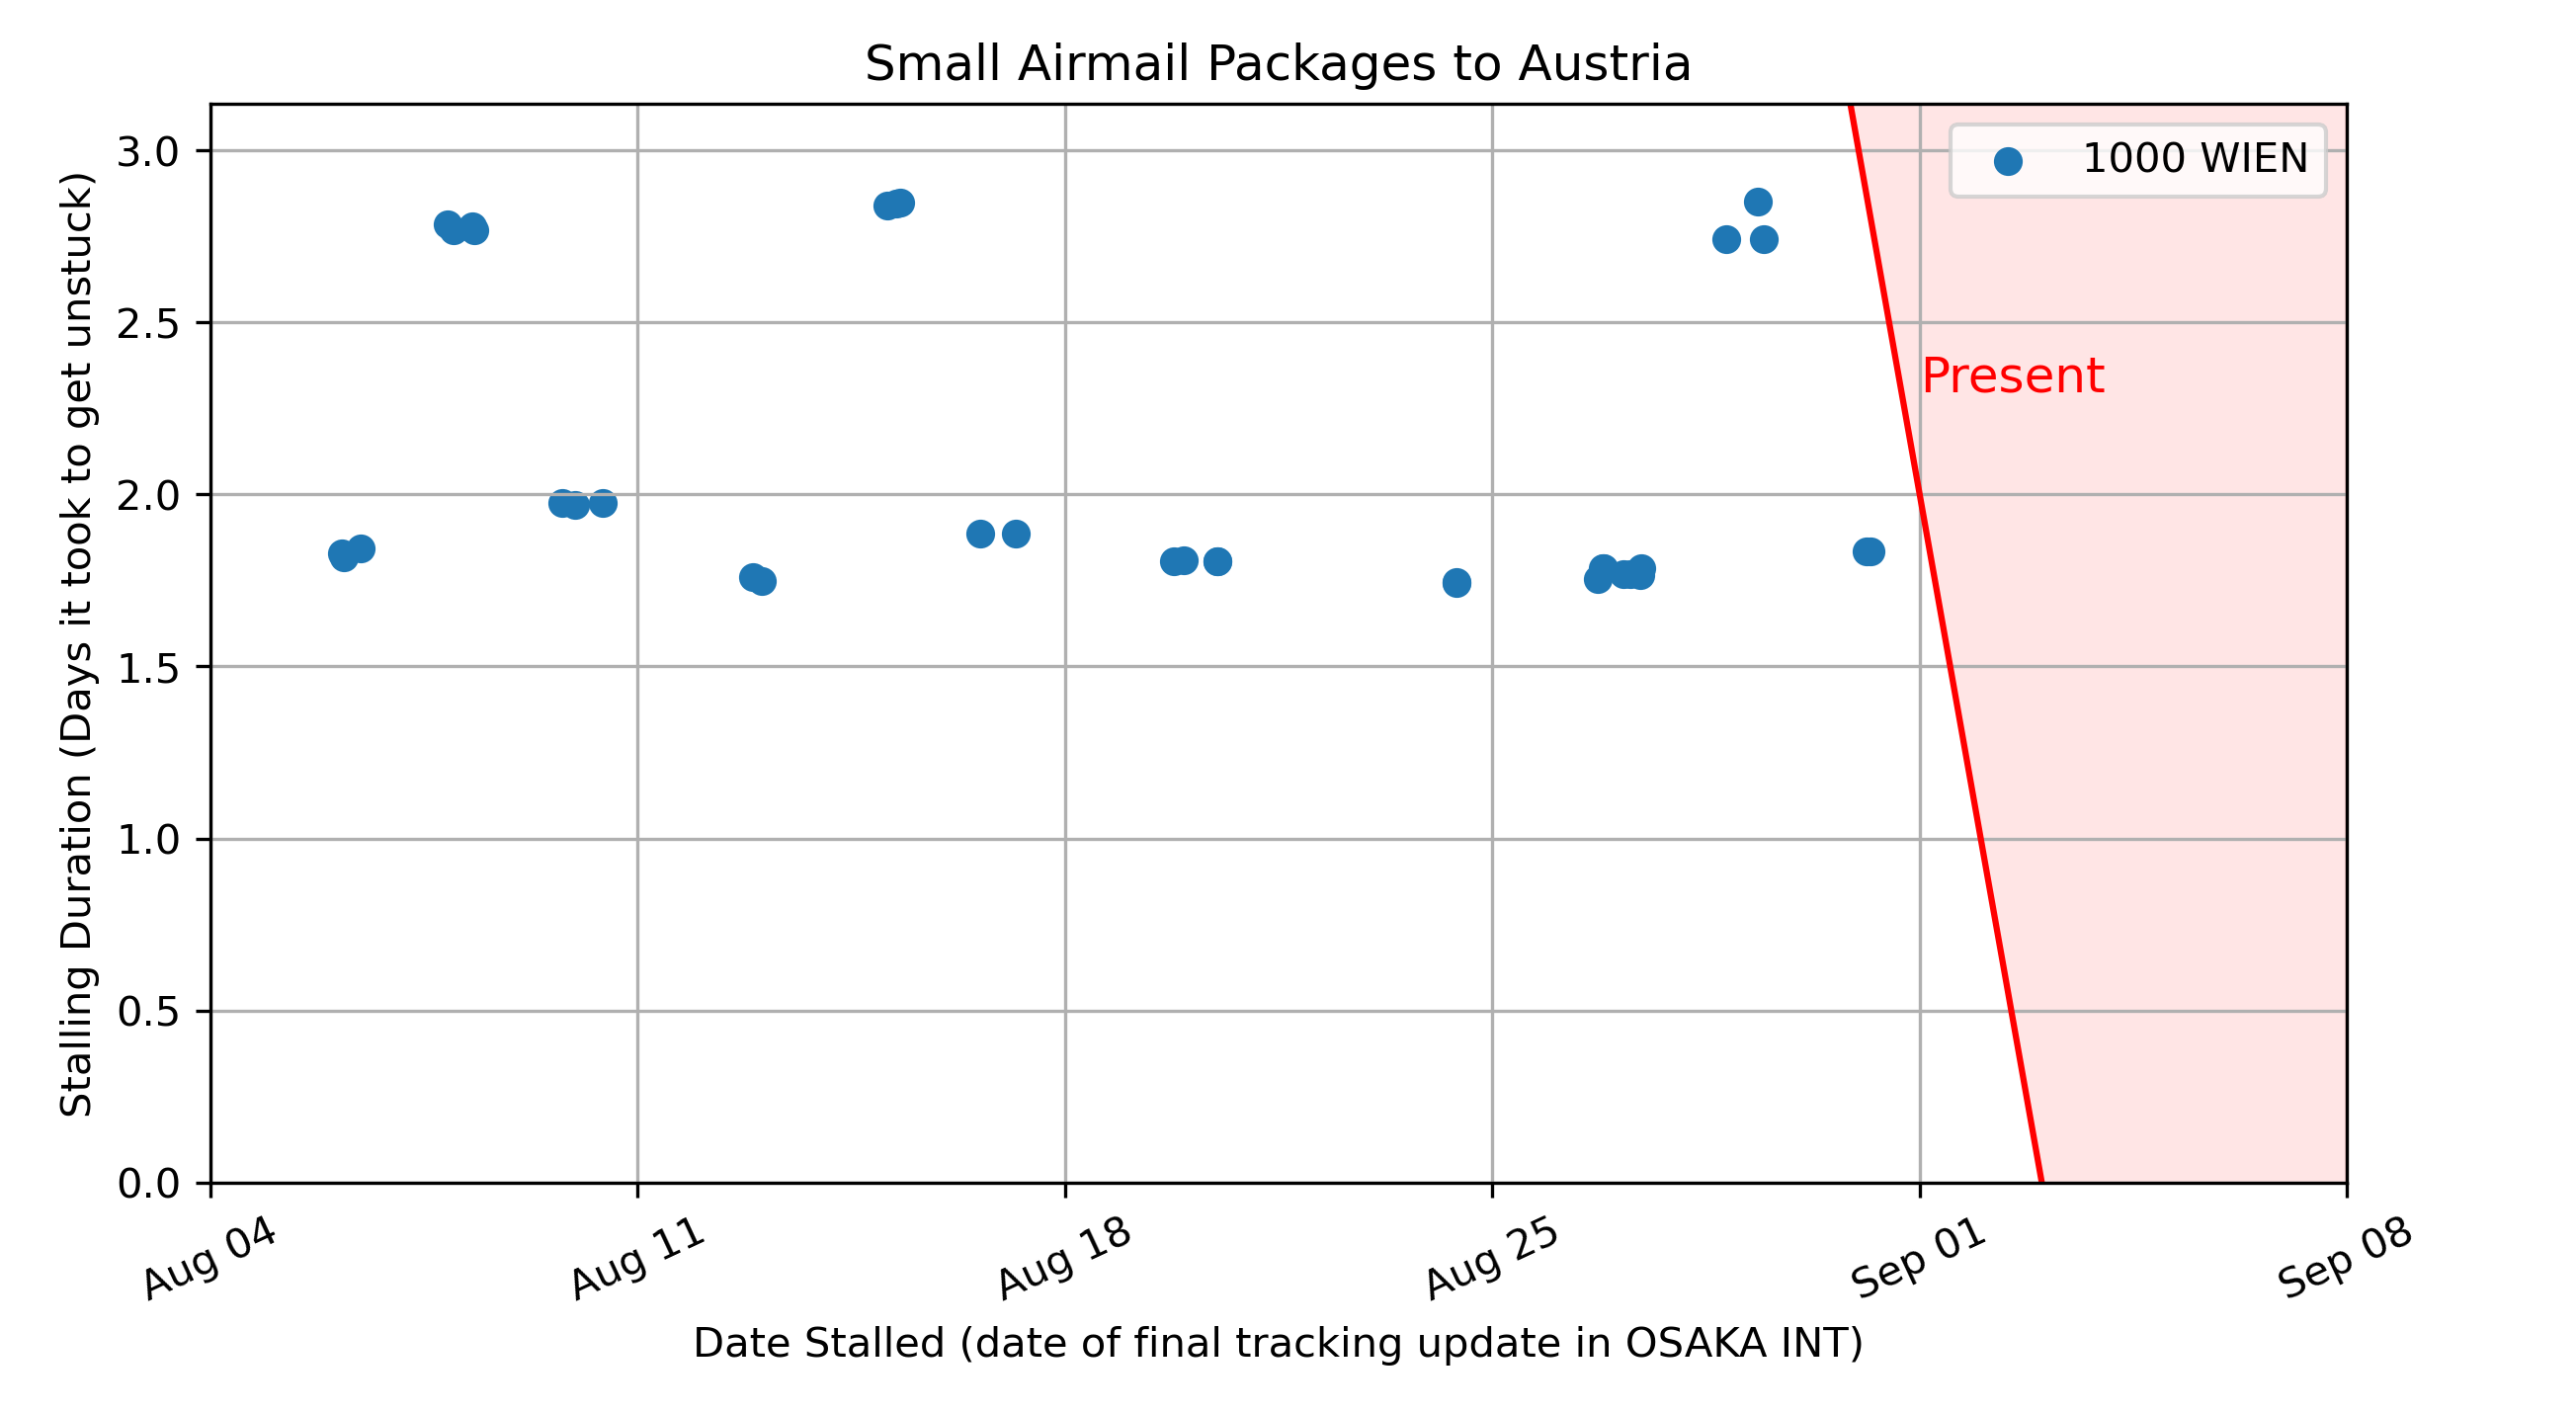 Small Airmail Packages to Austria
1000 WIEN
Present
Stalling Duration (Days it took to get unstuck)
3.0
2.5
2.0
1.5
1.0
0.5
0.0
Aug 04
Aug 11
Aug 18
Aug 25
Sep 01
Sep 08
Date Stalled (date of final tracking update in OSAKA INT)